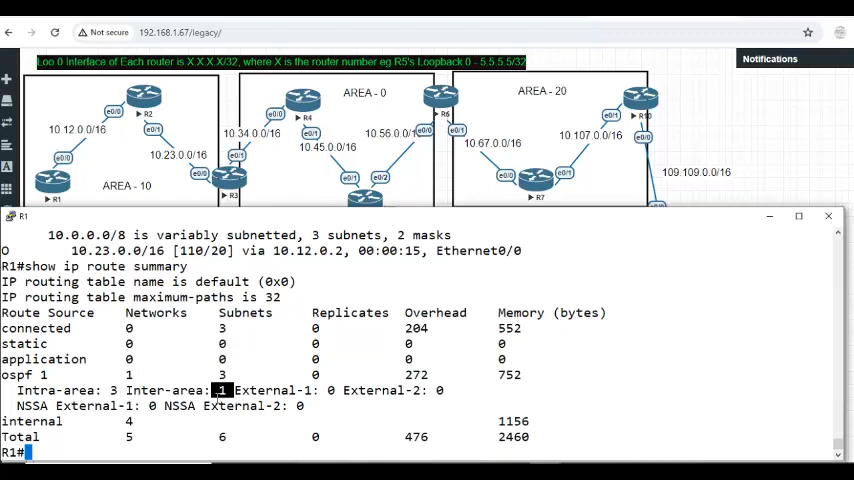 Not secure
192.168.1.67/legacy/
Loo 0 Interface of Each router is X.X.X.X/32, where X is the router number eg R5's Loopback 0 - 5.5.5.5/32
Notifications
R2
e0/0
e0/1
10.12.0.0/16
10.23.0.0/16
e0/0
R1
AREA - 10
e0/0
R3
e0/1
10.34.0.0/16
e0/0
R4
e0/1
AREA - 0
10.45.0.0/16
10.56.0.0/1
e0/1
e0/2
R6
e0/0
e0/1
AREA - 20
10.67.0.0/16
e0/0
R7
e0/1
10.107.0.0/16
e0/1
R10
e0/0
109.109.0.0/16
R1
10.0.0.0/8 is variably subnetted, 3 subnets, 2 masks
O 10.23.0.0/16 [110/20] via 10.12.0.2, 00:00:15, Ethernet0/0
R1#show ip route summary
IP routing table name is default (0x0)
IP routing table maximum-paths is 32
Route Source Networks Subnets Replicates Overhead Memory (bytes)
connected 0 3 0 204 552
static 0 0 0 0 0
application 0 0 0 0 0
ospf 1 1 3 0 272 752
Intra-area: 3 Inter-area: 1 External-1: 0 External-2: 0
NSSA External-1: 0 NSSA External-2: 0
internal 4 1156
Total 5 6 0 476 2460
R1#